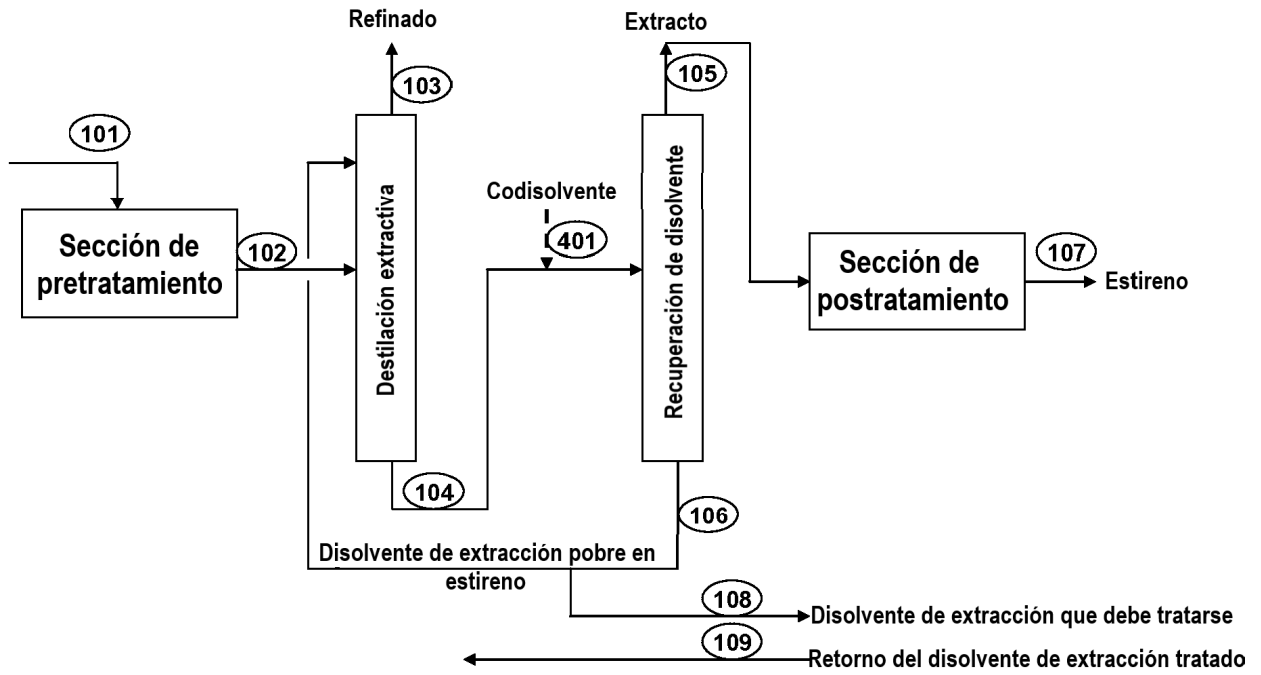 Refinado
Extracto
103
105
101
Destilación extractiva
Recuperación de disolvente
Codisolvente
401
Sección de
pretratamiento
102
Sección de
postratamiento
107
Estireno
104
106
Disolvente de extracción pobre en
estireno
108
Disolvente de extracción que debe tratarse
109
Retorno del disolvente de extracción tratado